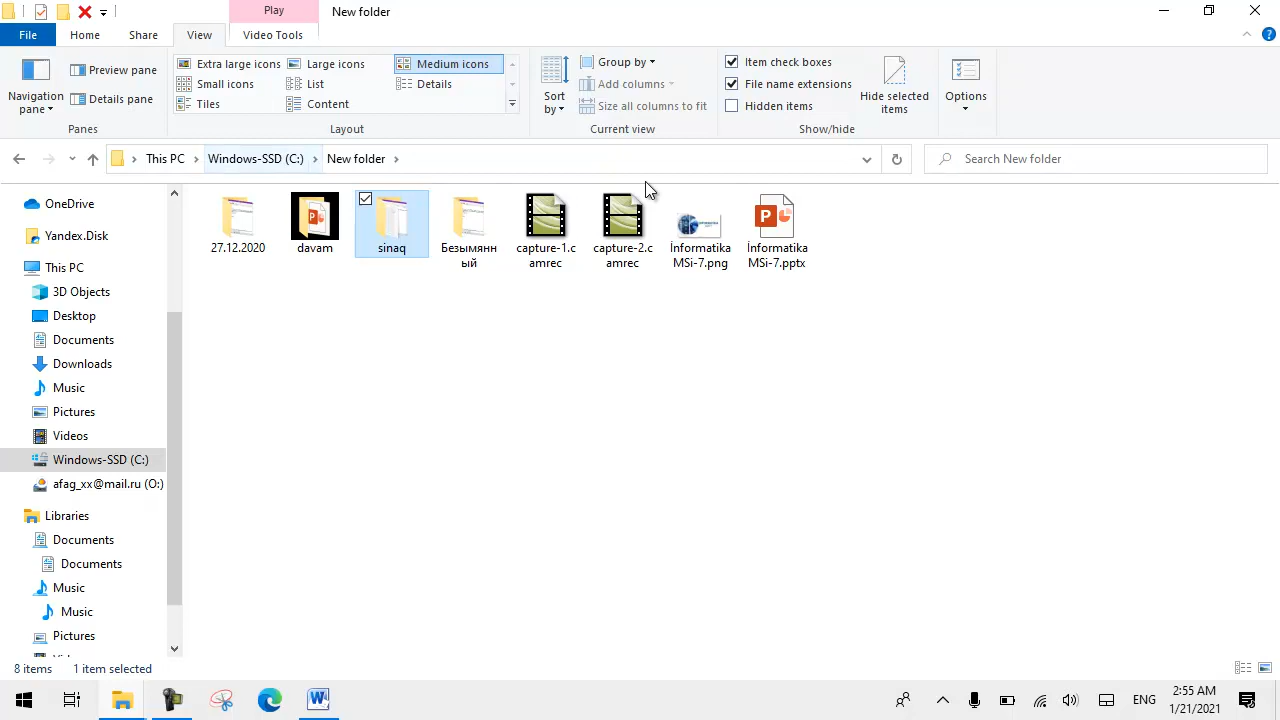 Play
New folder
File
Home
Share
View
Video Tools
Navigation pane
Preview pane
Details pane
Panes
Extra large icons
Large icons
Medium icons
Small icons
List
Details
Tiles
Content
Layout
Sort by
Group by
Add columns
Size all columns to fit
Current view
Item check boxes
File name extensions
Hidden items
Hide selected items
Show/hide
Options
This PC
Windows-SSD (C:)
New folder
Search New folder
OneDrive
Yandex.Disk
This PC
3D Objects
Desktop
Documents
Downloads
Music
Pictures
Videos
Windows-SSD (C:)
afag_xx@mail.ru (O:)
Libraries
Documents
Documents
Music
Music
Pictures
27.12.2020
davam
sinaq
Безымянн
ый
capture-1.c
amrec
capture-2.c
amrec
İnformatika
MSi-7.png
İnformatika
MSi-7.pptx
8 items
1 item selected
ENG
2:55 AM
1/21/2021